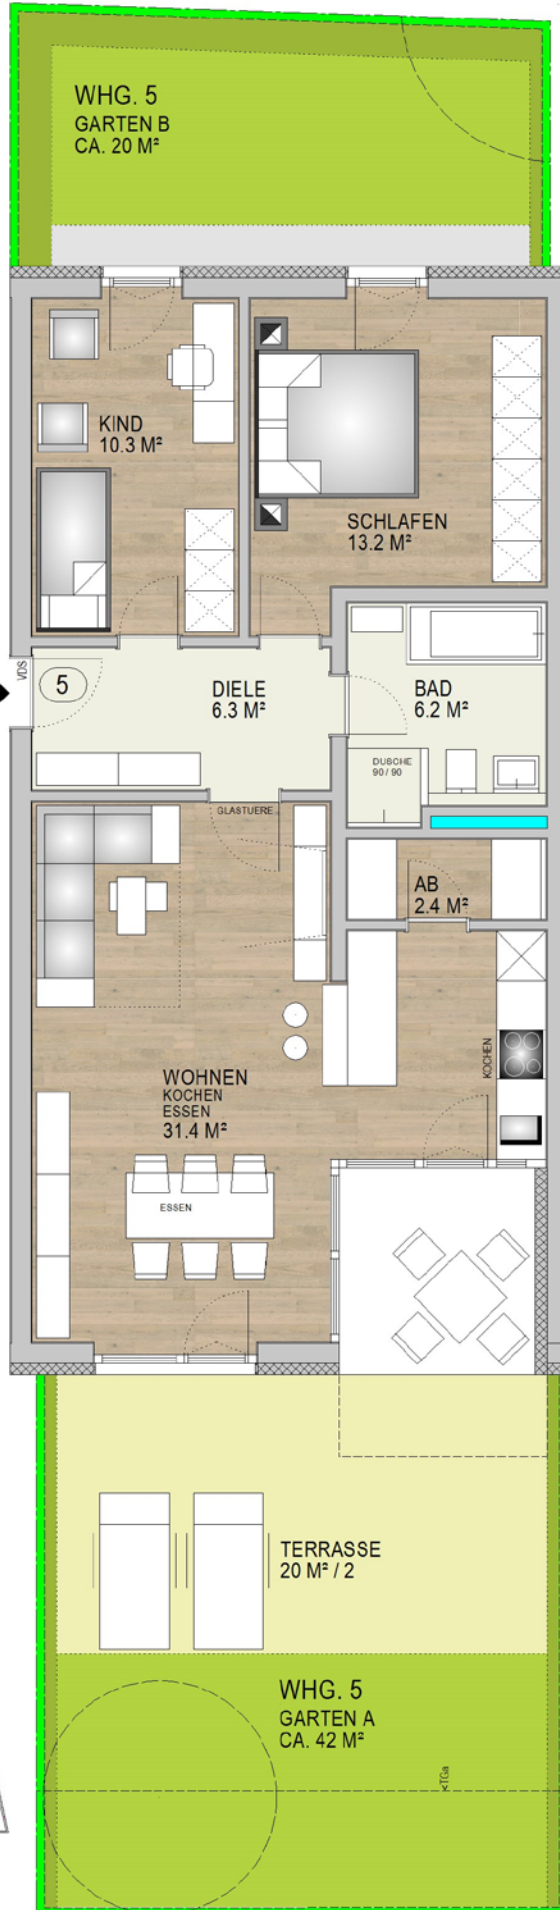 WHG. 5
GARTEN B
CA. 20 M²
KIND
10.3 M²
SCHLAFEN
13.2 M²
VDS
5
DIELE
6.3 M²
BAD
6.2 M²
DUSCHE
90 / 90
GLASTUERE
AB
2.4 M²
KOCHEN
WOHNEN
KOCHEN
ESSEN
31.4 M²
ESSEN
TERRASSE
20 M² / 2
WHG. 5
GARTEN A
CA. 42 M²
<TGa